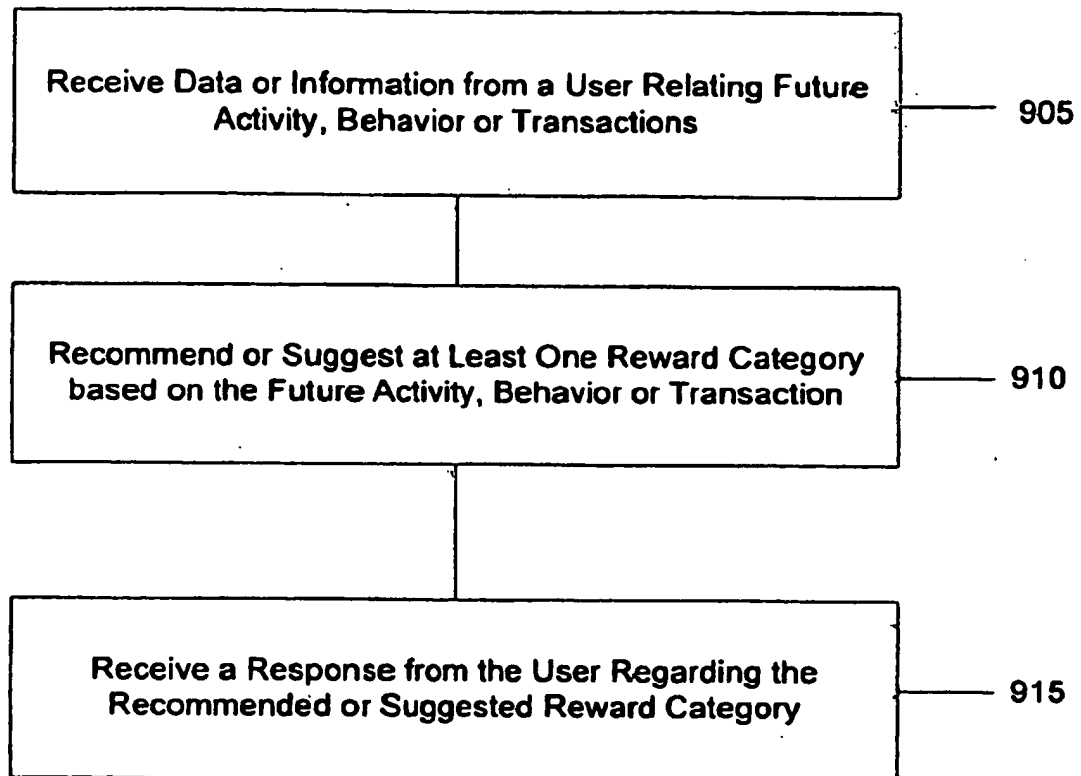 Receive Data or Information from a User Relating Future
Activity, Behavior or Transactions
905
Recommend or Suggest at Least One Reward Category
based on the Future Activity, Behavior or Transaction
910
Receive a Response from the User Regarding the
Recommended or Suggested Reward Category
915